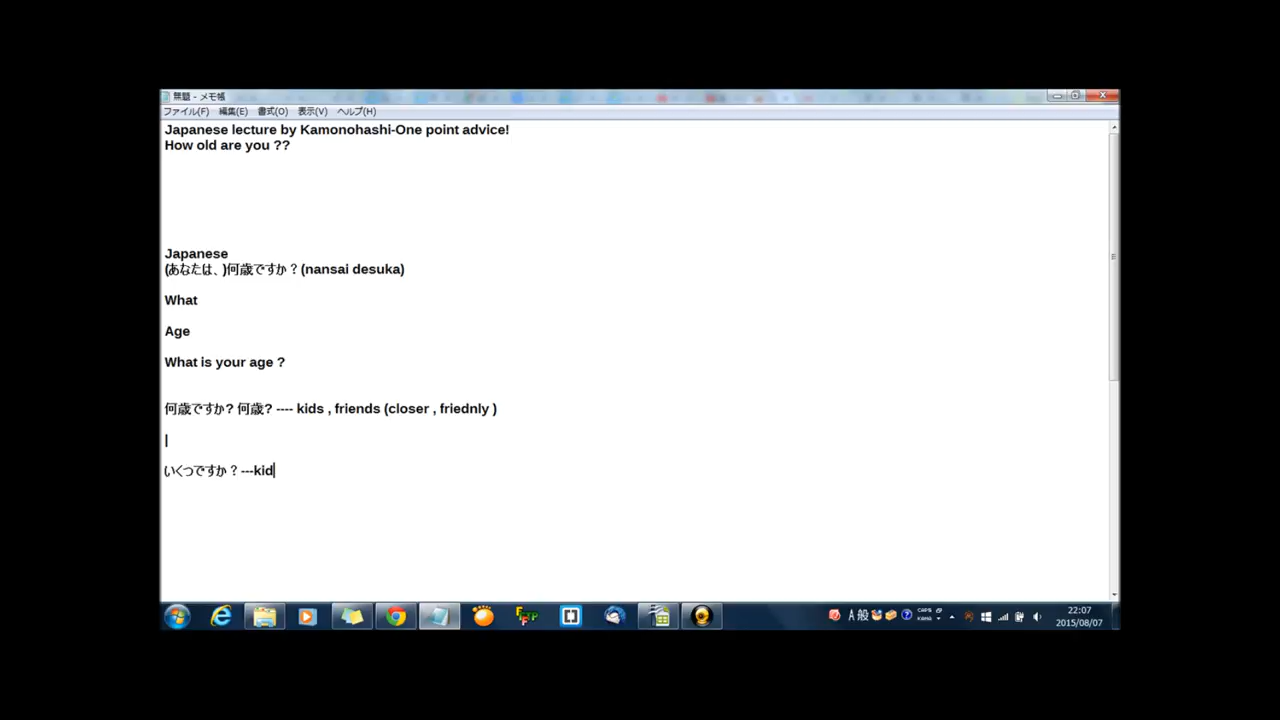 無題 - メモ帳
ファイル(F) 編集(E) 書式(O) 表示(V) ヘルプ(H)
Japanese lecture by Kamonohashi-One point advice!
How old are you ??
Japanese
(あなたは、)何歳ですか？(nansai desuka)
What
Age
What is your age ?
何歳ですか? 何歳? ---- kids , friends (closer , friednly )
いくつですか？---kid
A 般
CAPS
KANA
22:07
2015/08/07